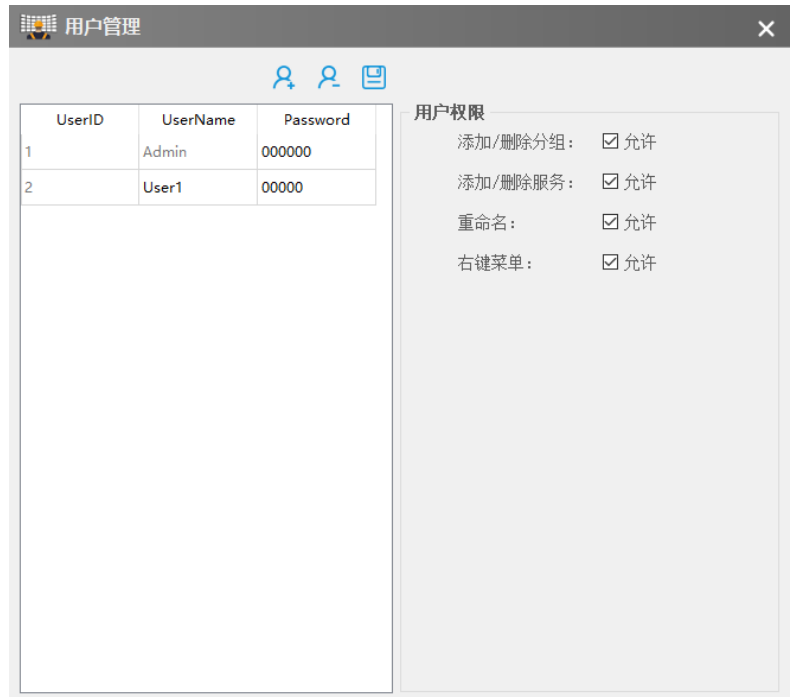 用户管理
UserID UserName Password
1 Admin 000000
2 User1 00000
用户权限
添加/删除分组： 允许
添加/删除服务： 允许
重命名： 允许
右键菜单： 允许